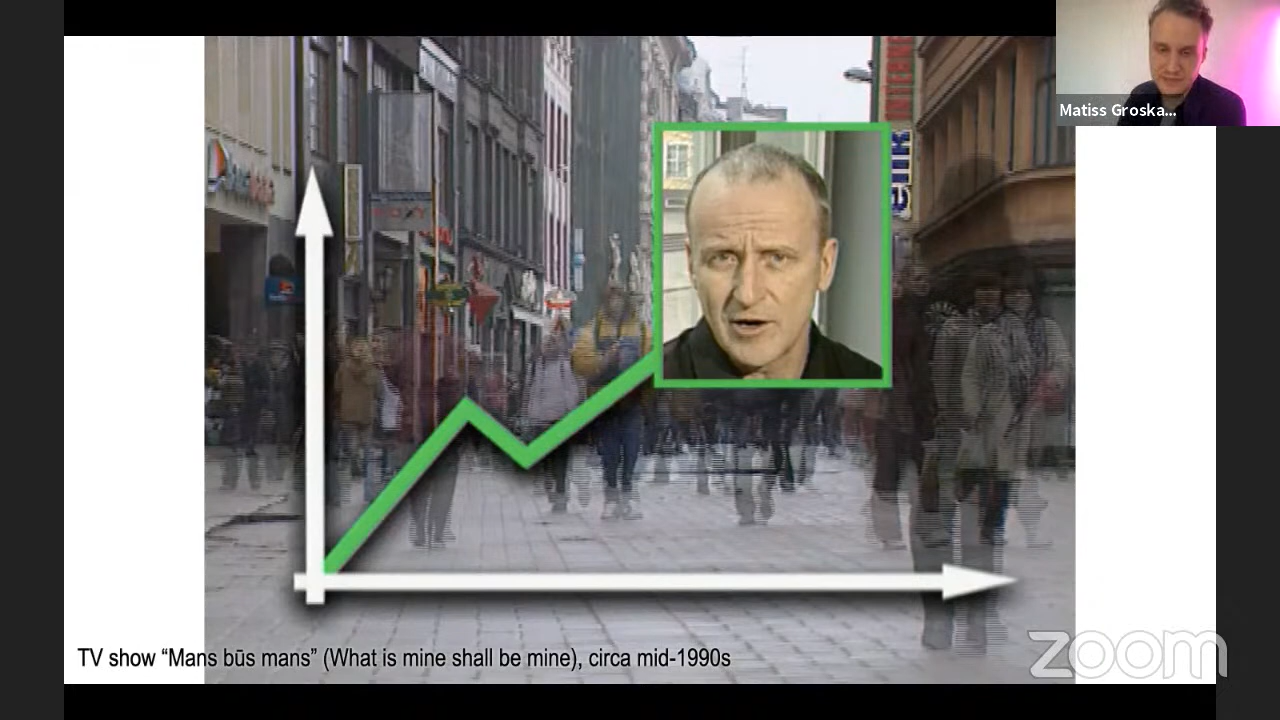 Matiss Groska...
TV show “Mans būs mans” (What is mine shall be mine), circa mid-1990s
zoom